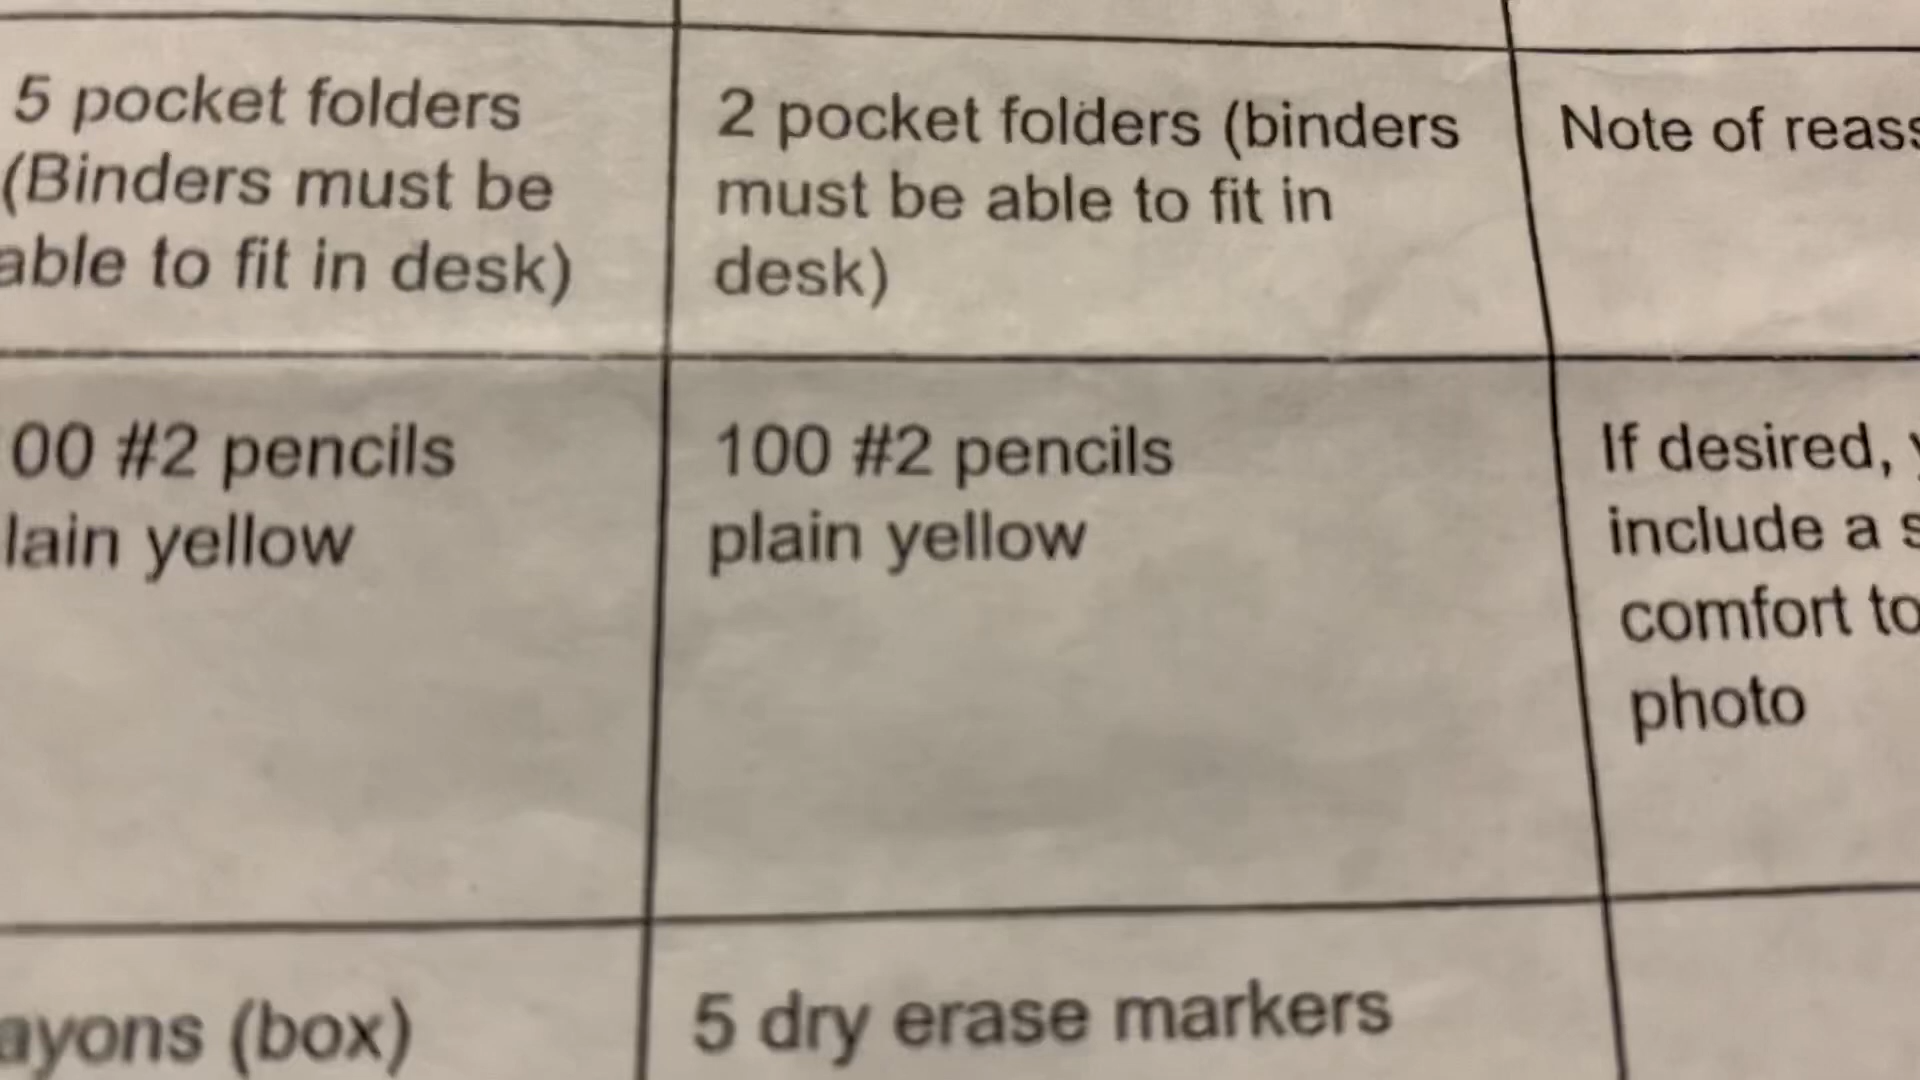 5 pocket folders
(Binders must be
able to fit in desk)
2 pocket folders (binders
must be able to fit in
desk)
Note of
00 #2 pencils
lain yellow
100 #2 pencils
plain yellow
If desired,
include a
comfort
photo
ayons (box)
5 dry erase markers